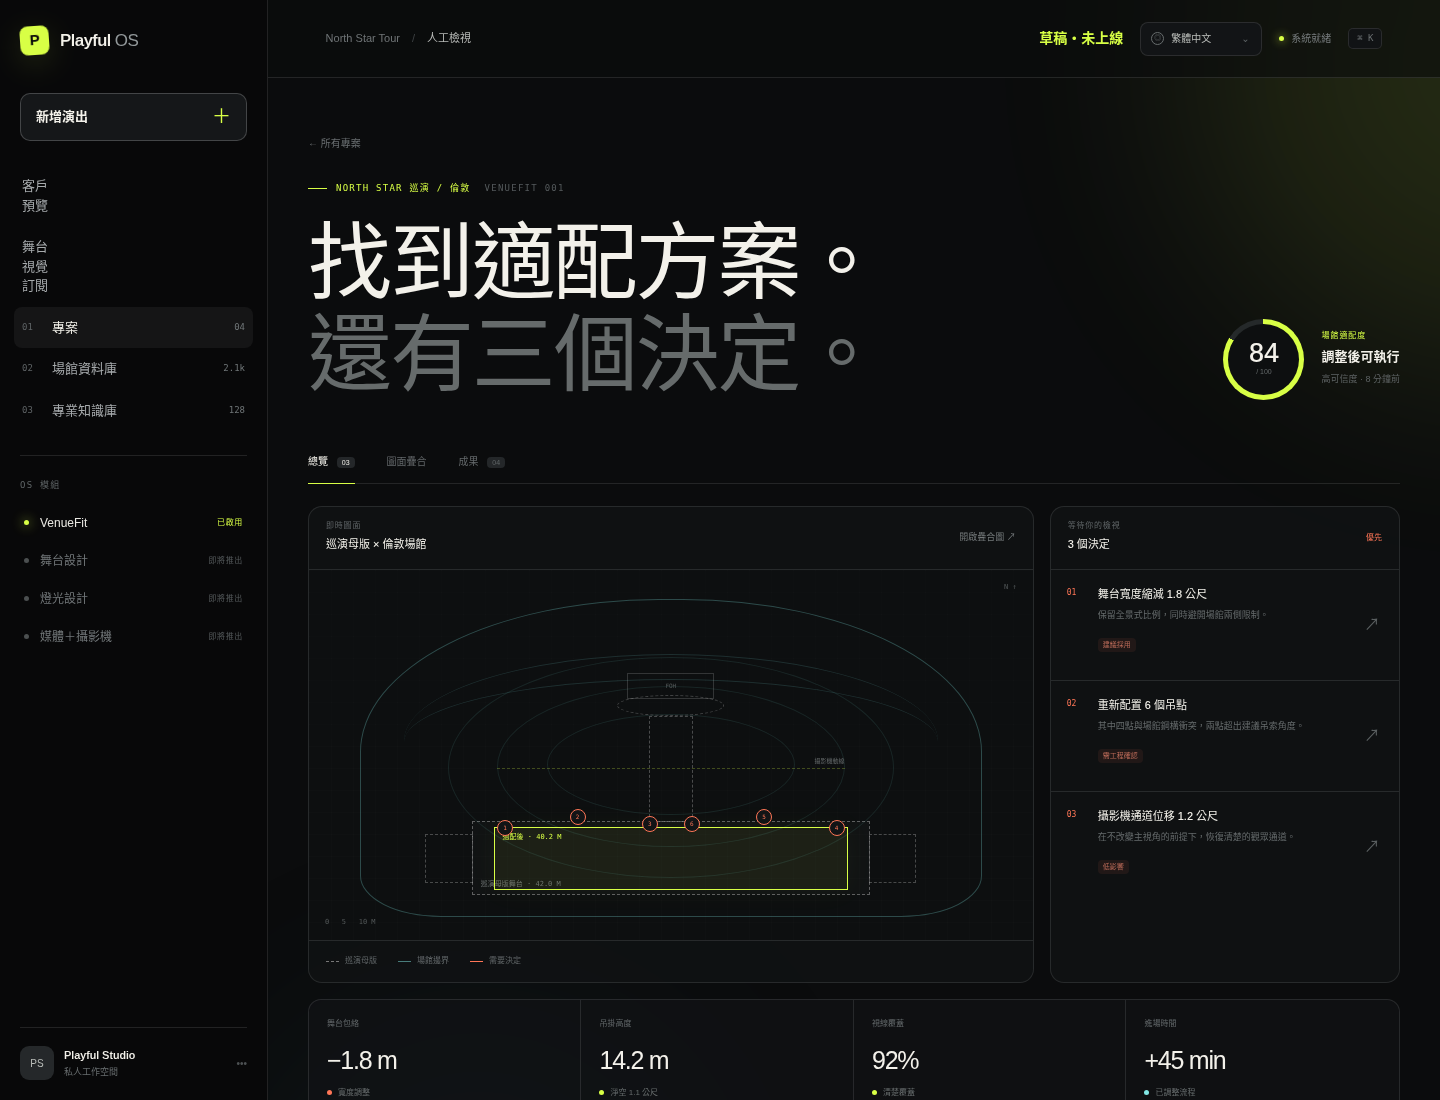 P Playful OS
North Star Tour / 人工檢視
草稿・未上線
繁體中文
系統就緒
⌘ K
新增演出 +
客戶
預覽
舞台
視覺
訂閱
01 專案 04
02 場館資料庫 2.1k
03 專業知識庫 128
OS 模組
VenueFit 已啟用
舞台設計 即將推出
燈光設計 即將推出
媒體＋攝影機 即將推出
PS
Playful Studio
私人工作空間
•••
← 所有專案
NORTH STAR 巡演 / 倫敦 VENUEFIT 001
找到適配方案。
還有三個決定。
84
/ 100
場館適配度
調整後可執行
高可信度 · 8 分鐘前
總覽 03
圖面疊合
成果 04
即時圖面
巡演母版 × 倫敦場館
開啟疊合圖 ↗
N ↑
FOH
攝影機軸線
1
2
3
6
5
4
適配後 · 40.2 M
巡演母版舞台 · 42.0 M
0 5 10 M
巡演母版
場館邊界
需要決定
等待你的檢視
3 個決定
優先
01 舞台寬度縮減 1.8 公尺
保留全景式比例，同時避開場館兩側限制。
建議採用
↗
02 重新配置 6 個吊點
其中四點與場館鋼構衝突，兩點超出建議吊索角度。
需工程確認
↗
03 攝影機通道位移 1.2 公尺
在不改變主視角的前提下，恢復清楚的觀眾通道。
低影響
↗
舞台包絡
−1.8 m
寬度調整
吊掛高度
14.2 m
淨空 1.1 公尺
視線覆蓋
92%
清楚覆蓋
進場時間
+45 min
已調整流程